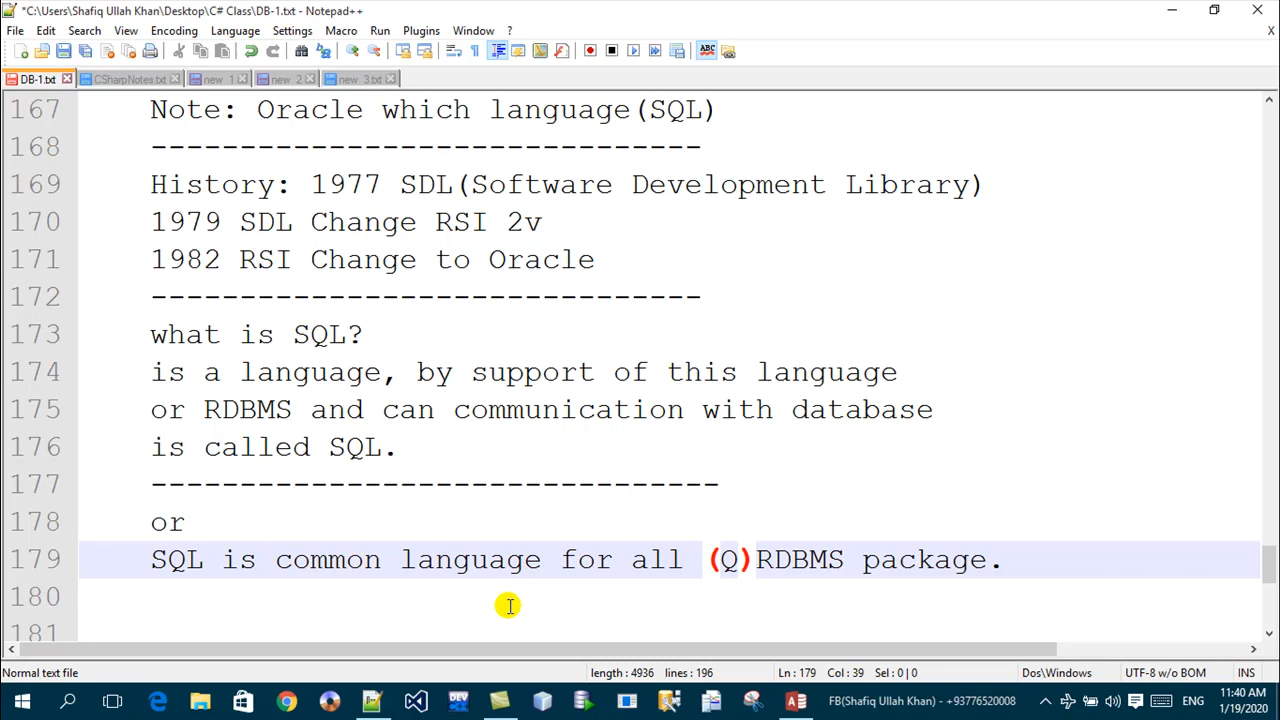 *C:\Users\Shafiq Ullah Khan\Desktop\C# Class\DB-1.txt - Notepad++
File Edit Search View Encoding Language Settings Macro Run Plugins Window ? X
ABC
DB-1.txt CSharpNotes.txt new 1 new 2 new 3.txt
167 Note: Oracle which language(SQL)
168 -------------------------------
169 History: 1977 SDL(Software Development Library)
170 1979 SDL Change RSI 2v
171 1982 RSI Change to Oracle
172 -------------------------------
173 what is SQL?
174 is a language, by support of this language
175 or RDBMS and can communication with database
176 is called SQL.
177 --------------------------------
178 or
179 SQL is common language for all (Q)RDBMS package.
180
181
Normal text file length : 4936 lines : 196 Ln : 179 Col : 39 Sel : 0 | 0 Dos\Windows UTF-8 w/o BOM INS
FB(Shafiq Ullah Khan) - +93776520008 11:40 AM
1/19/2020